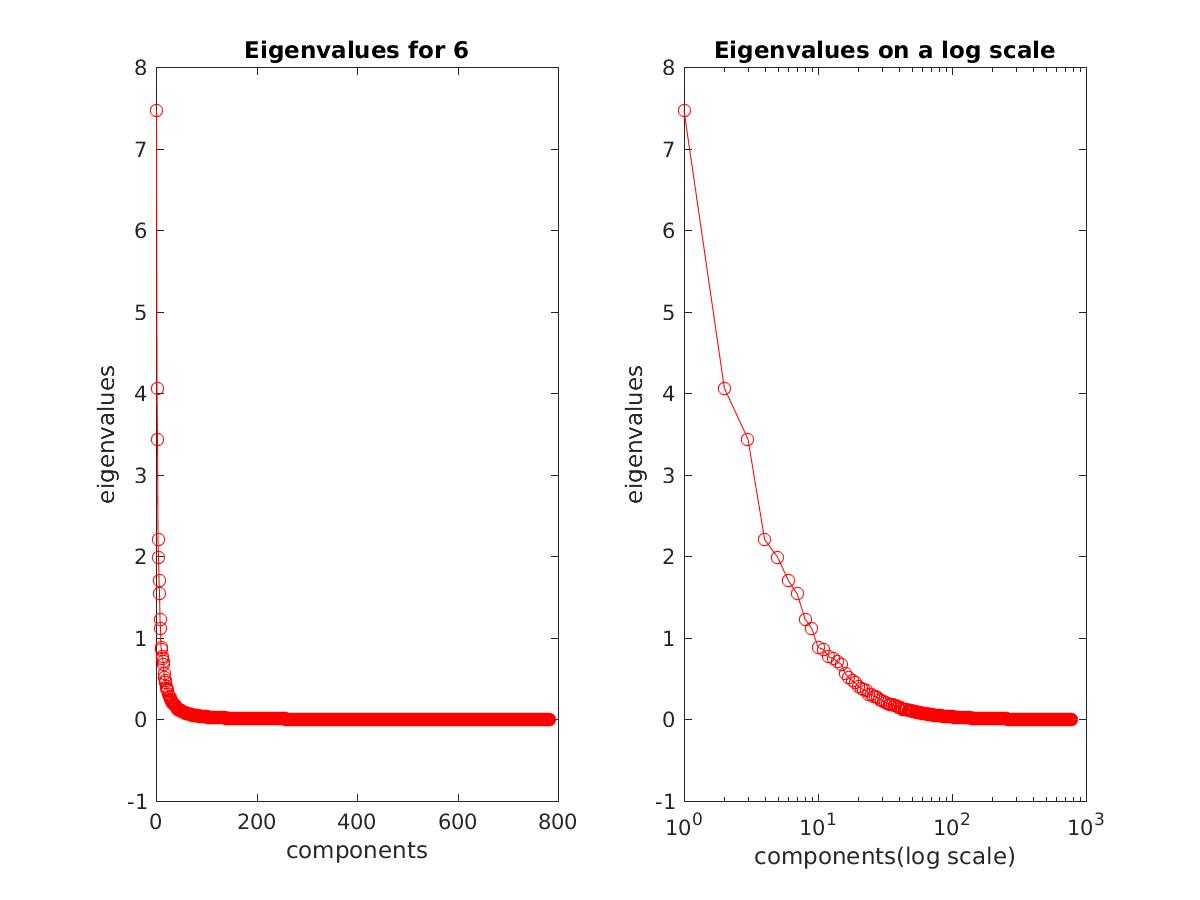 Eigenvalues for 6
8
7
6
5
4
3
2
1
0
-1
eigenvalues
0 200 400 600 800
components
Eigenvalues on a log scale
8
7
6
5
4
3
2
1
0
-1
eigenvalues
10^0 10^1 10^2 10^3
components(log scale)